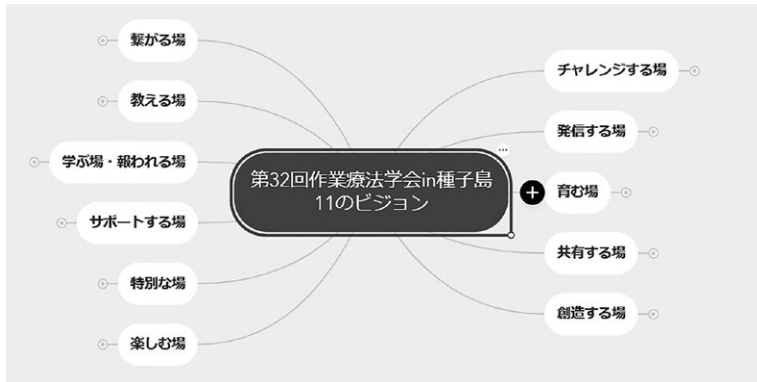 第32回作業療法学会in種子島
11のビジョン
繋がる場
教える場
学ぶ場・報われる場
サポートする場
特別な場
楽しむ場
チャレンジする場
発信する場
育む場
共有する場
創造する場